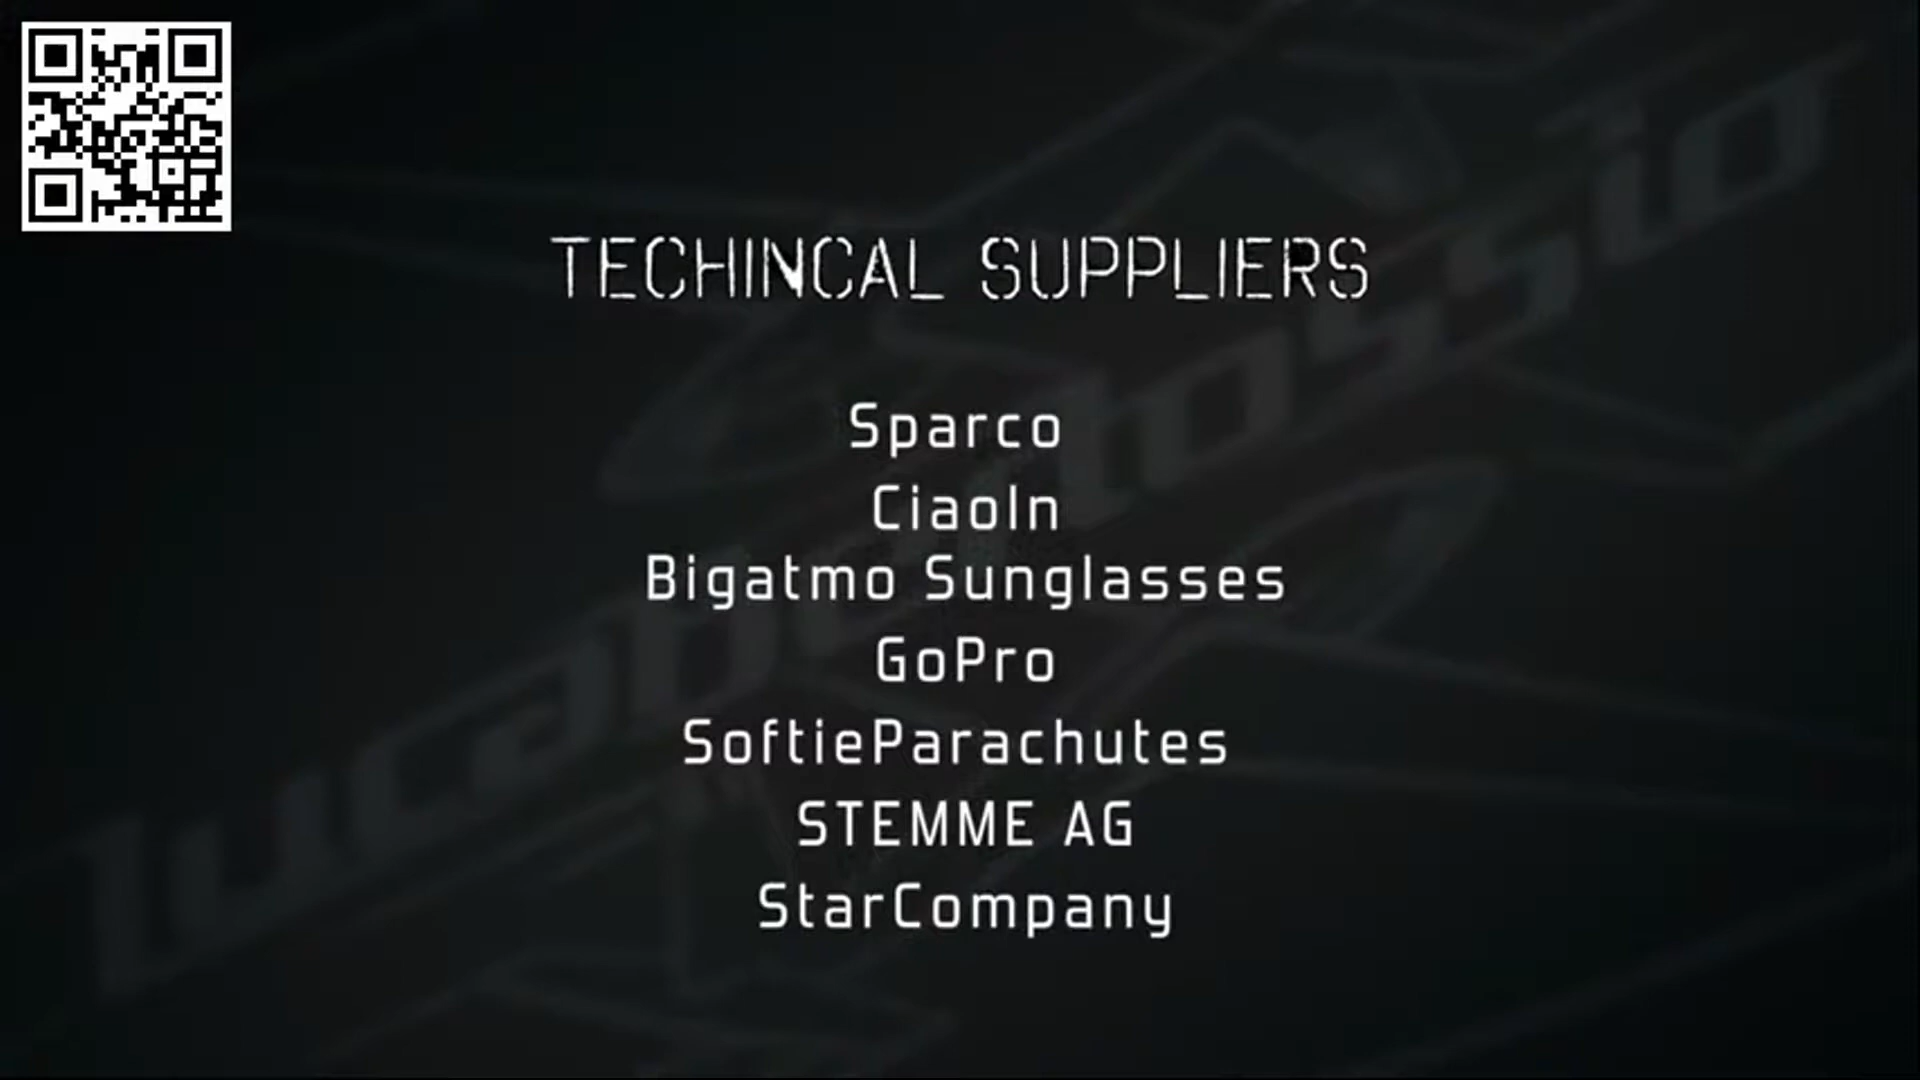 TECHINCAL SUPPLIERS
Sparco
CiaoIn
Bigatmo Sunglasses
GoPro
SoftieParachutes
STEMME AG
StarCompany